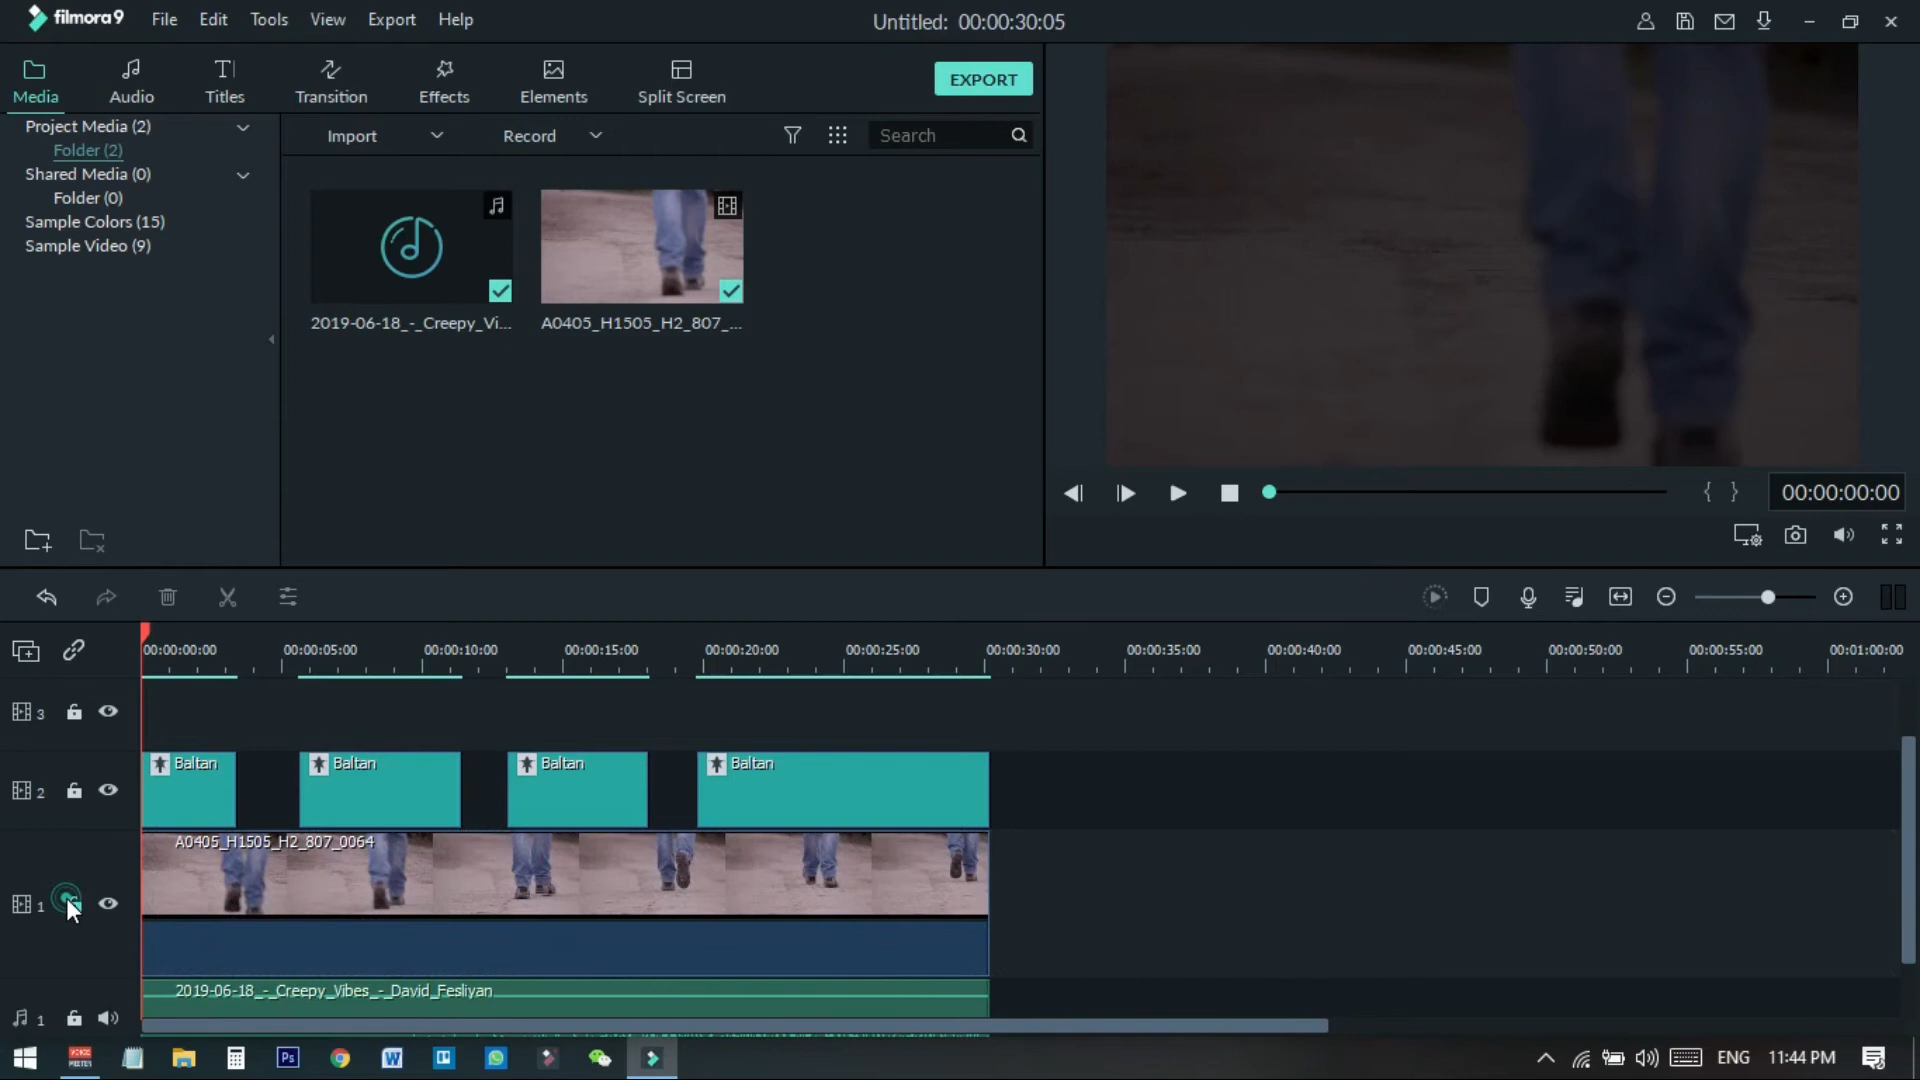 filmora9 File Edit Tools View Export Help Untitled: 00:00:30:05
Media Audio Titles Transition Effects Elements Split Screen EXPORT
Project Media (2)
Folder (2)
Shared Media (0)
Folder (0)
Sample Colors (15)
Sample Video (9)
Import Record Search
2019-06-18_-_Creepy_Vi... A0405_H1505_H2_807_...
00:00:00:00
00:00:00:00 00:00:05:00 00:00:10:00 00:00:15:00 00:00:20:00 00:00:25:00 00:00:30:00 00:00:35:00 00:00:40:00 00:00:45:00 00:00:50:00 00:00:55:00 00:01:00:00
3
2 Baltan Baltan Baltan Baltan
A0405_H1505_H2_807_0064
1
2019-06-18_-_Creepy_Vibes_-_David_Fesliyan
1
VOICE MEETER Ps W ENG 11:44 PM